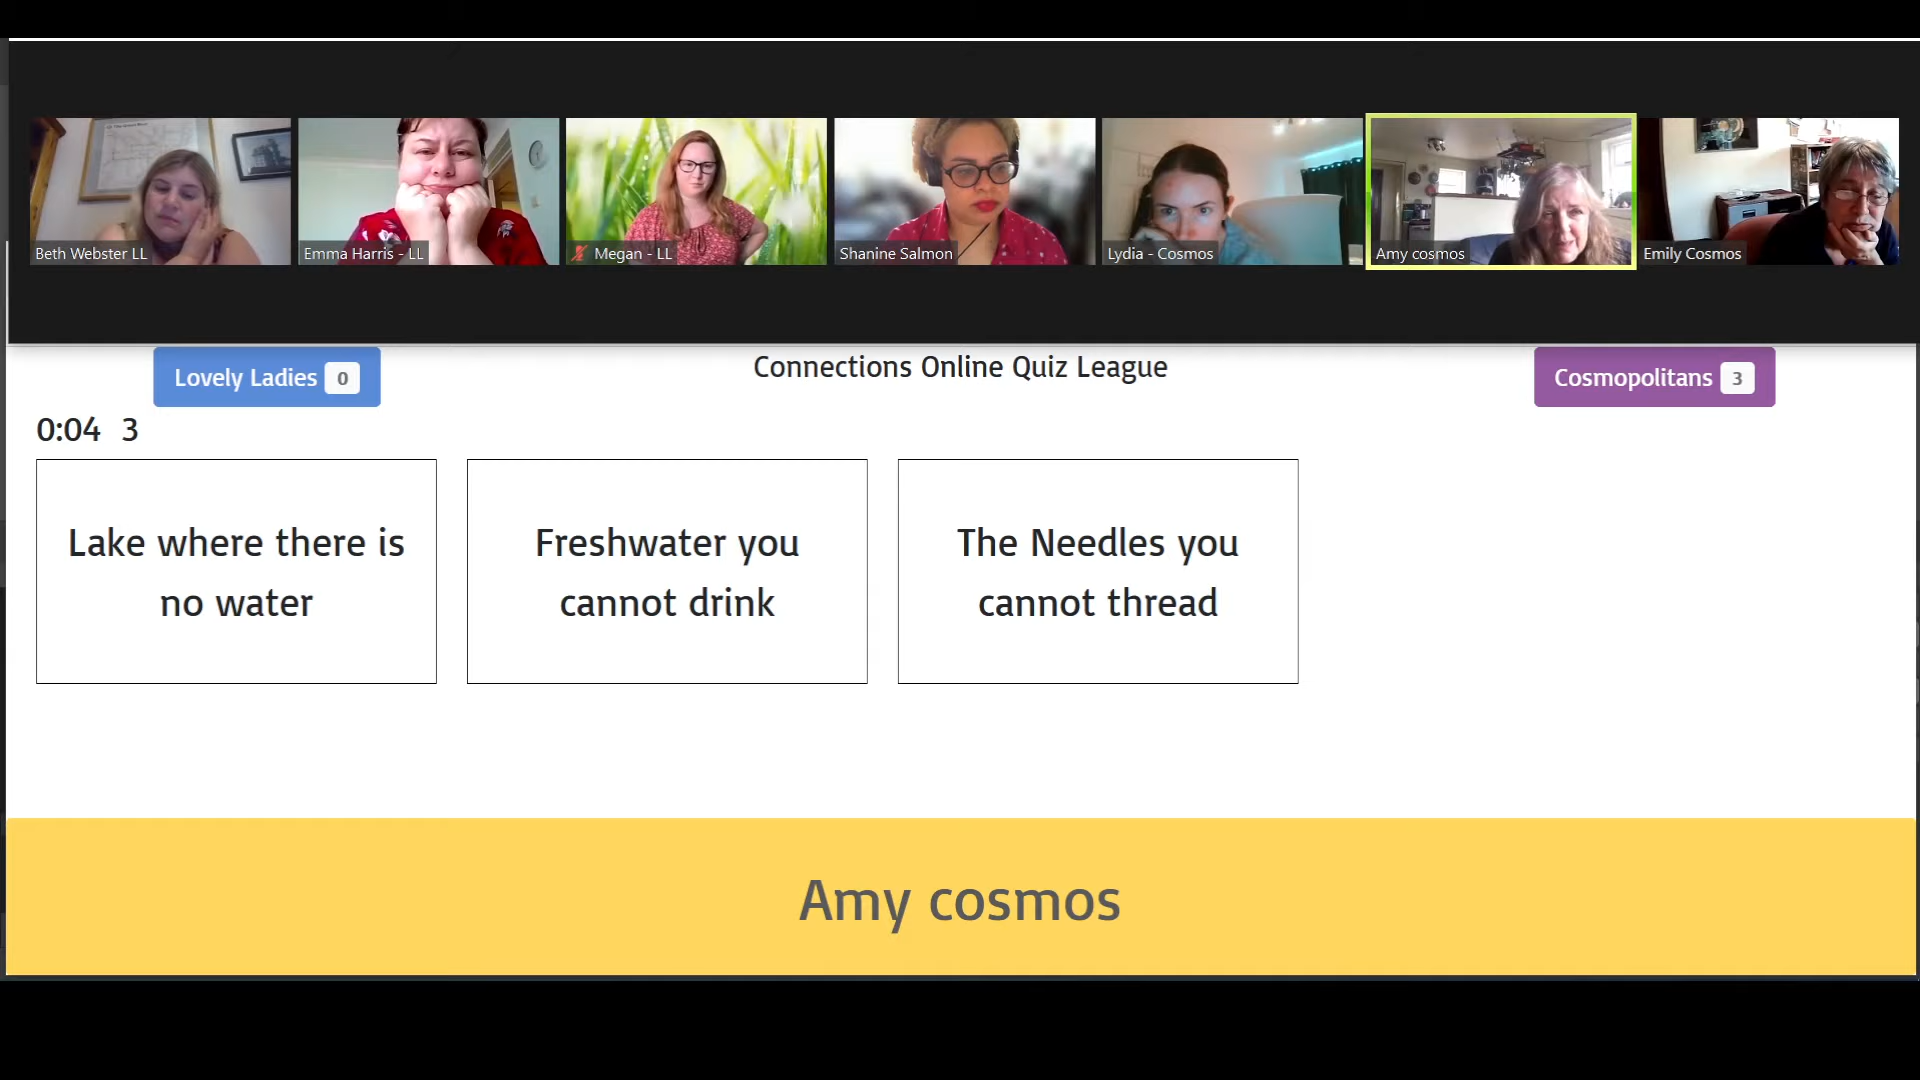 Beth Webster LL
Emma Harris - LL
Megan - LL
Shanine Salmon
Lydia - Cosmos
Amy cosmos
Emily Cosmos
Lovely Ladies 0
Connections Online Quiz League
Cosmopolitans 3
0:04 3
Lake where there is
no water
Freshwater you
cannot drink
The Needles you
cannot thread
Amy cosmos